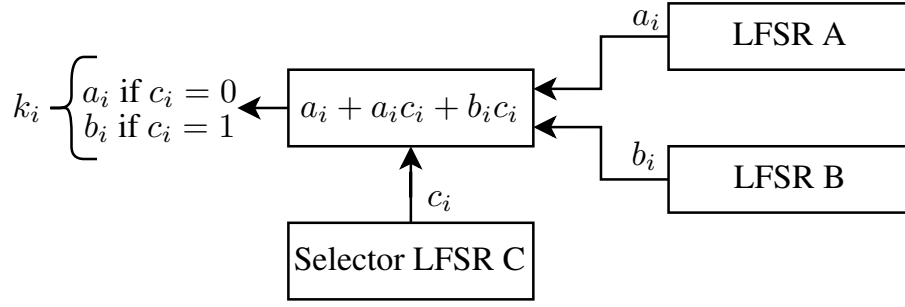 a_i
LFSR A
k_i { a_i if c_i = 0
b_i if c_i = 1
a_i + a_i c_i + b_i c_i
b_i
LFSR B
c_i
Selector LFSR C